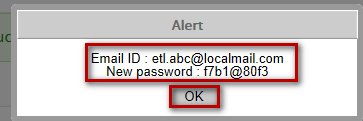 Alert
Email ID : etl.abc@localmail.com
New password : f7b1@80f3
OK